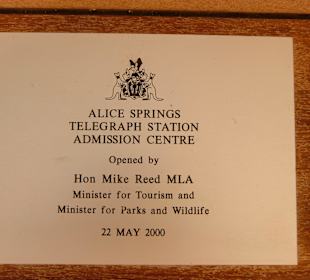 ALICE SPRINGS
TELEGRAPH STATION
ADMISSION CENTRE
Opened by
Hon Mike Reed MLA
Minister for Tourism and
Minister for Parks and Wildlife
22 MAY 2000